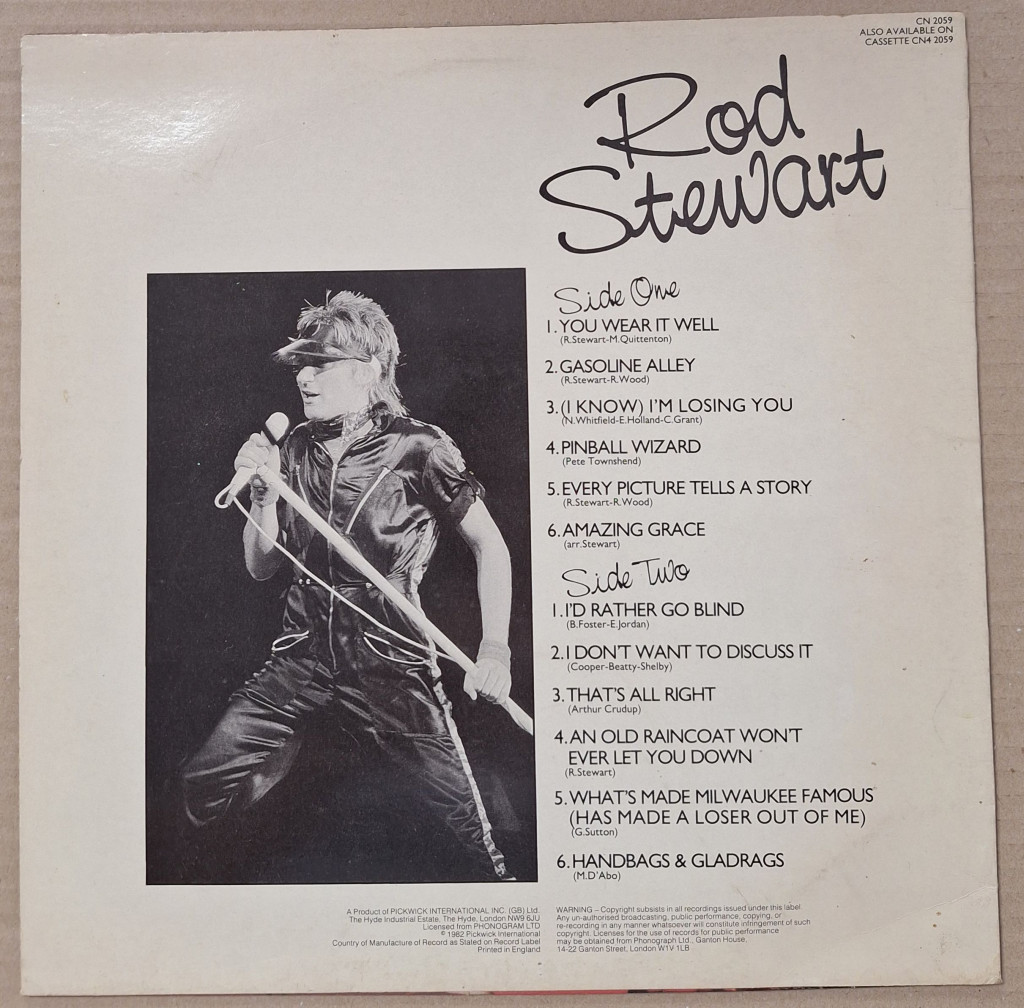 CN 2059
ALSO AVAILABLE ON
CASSETTE CN4 2059
Rod
Stewart
Side One
1. YOU WEAR IT WELL
(R.Stewart-M.Quittenton)
2. GASOLINE ALLEY
(R.Stewart-R.Wood)
3. (I KNOW) I'M LOSING YOU
(N.Whitfield-E.Holland-C.Grant)
4. PINBALL WIZARD
(Pete Townshend)
5. EVERY PICTURE TELLS A STORY
(R.Stewart-R.Wood)
6. AMAZING GRACE
(arr.Stewart)
Side Two
1. I'D RATHER GO BLIND
(B.Foster-E.Jordan)
2. I DON'T WANT TO DISCUSS IT
(Cooper-Beatty-Shelby)
3. THAT'S ALL RIGHT
(Arthur Crudup)
4. AN OLD RAINCOAT WON'T
EVER LET YOU DOWN
(R.Stewart)
5. WHAT'S MADE MILWAUKEE FAMOUS
(HAS MADE A LOSER OUT OF ME)
(G.Sutton)
6. HANDBAGS & GLADRAGS
(M.D'Abo)
A Product of PICKWICK INTERNATIONAL INC. (GB) Ltd.
The Hyde Industrial Estate, The Hyde, London NW9 6JU
Licensed from PHONOGRAM LTD
© 1982 Pickwick International
Country of Manufacture of Record as Stated on Record Label
Printed in England
WARNING – Copyright subsists in all recordings issued under this label.
Any un-authorised broadcasting, public performance, copying, or
re-recording in any manner whatsoever will constitute infringement of such
copyright. Licenses for the use of records for public performance
may be obtained from Phonograph Ltd., Ganton House,
14-22 Ganton Street, London W1V 1LB